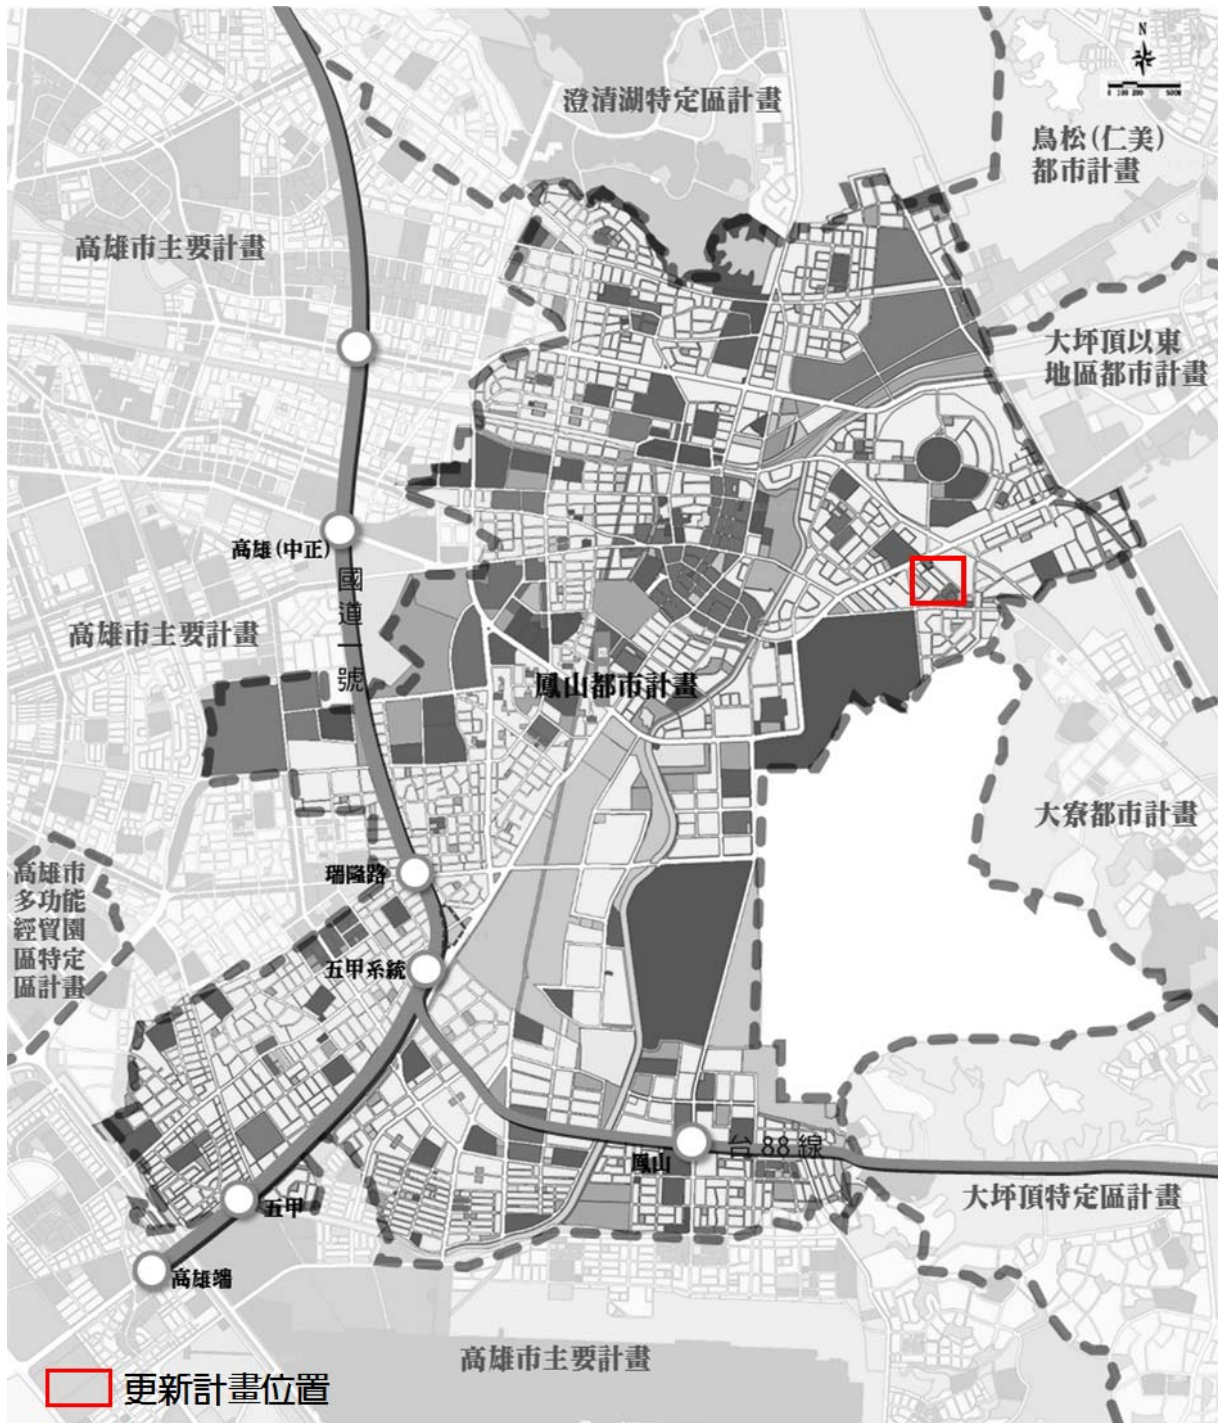 N
0 100 200 500M
澄清湖特定區計畫
鳥松(仁美)
都市計畫
高雄市主要計畫
大坪頂以東
地區都市計畫
高雄(中正)
國道一號
高雄市主要計畫
鳳山都市計畫
大寮都市計畫
瑞隆路
高雄市
多功能
經貿園
區特定
區計畫
五甲系統
鳳山
台88線
大坪頂特定區計畫
五甲
高雄端
高雄市主要計畫
更新計畫位置